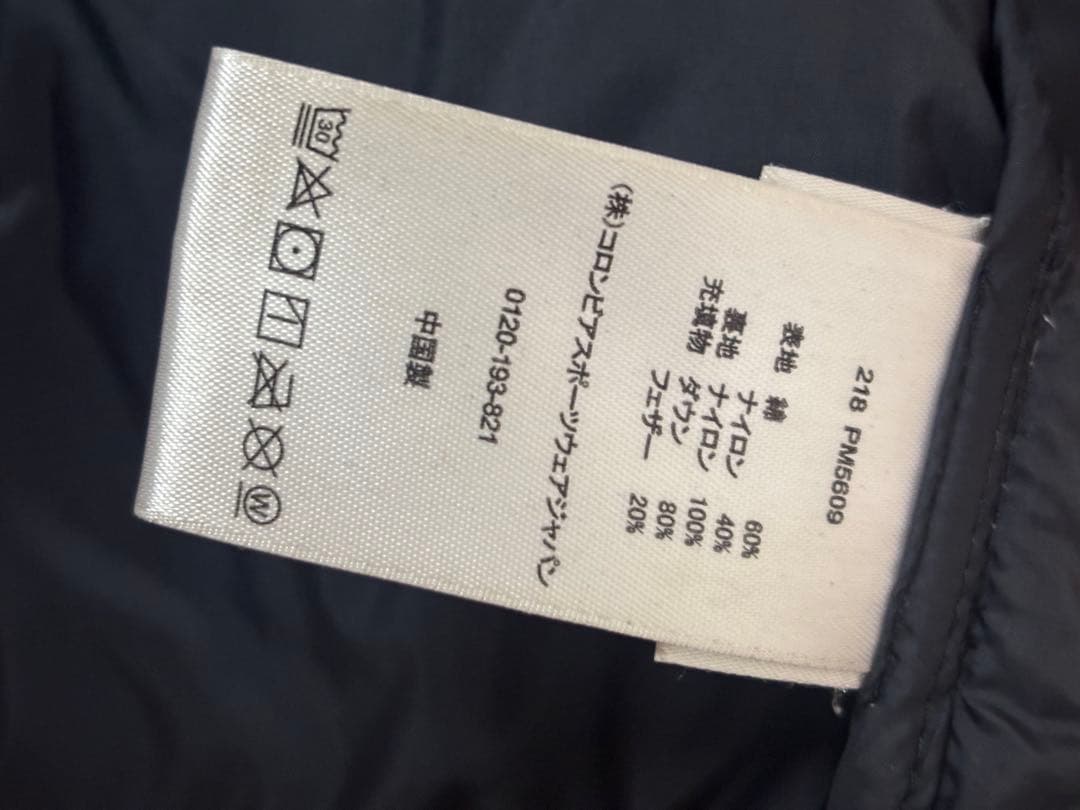 218 PM5609
表地 綿 60%
ナイロン 40%
裏地 ナイロン 100%
充填物 ダウン 80%
フェザー 20%
(株)コロンビアスポーツウェアジャパン
0120-193-821
中国製
30 W